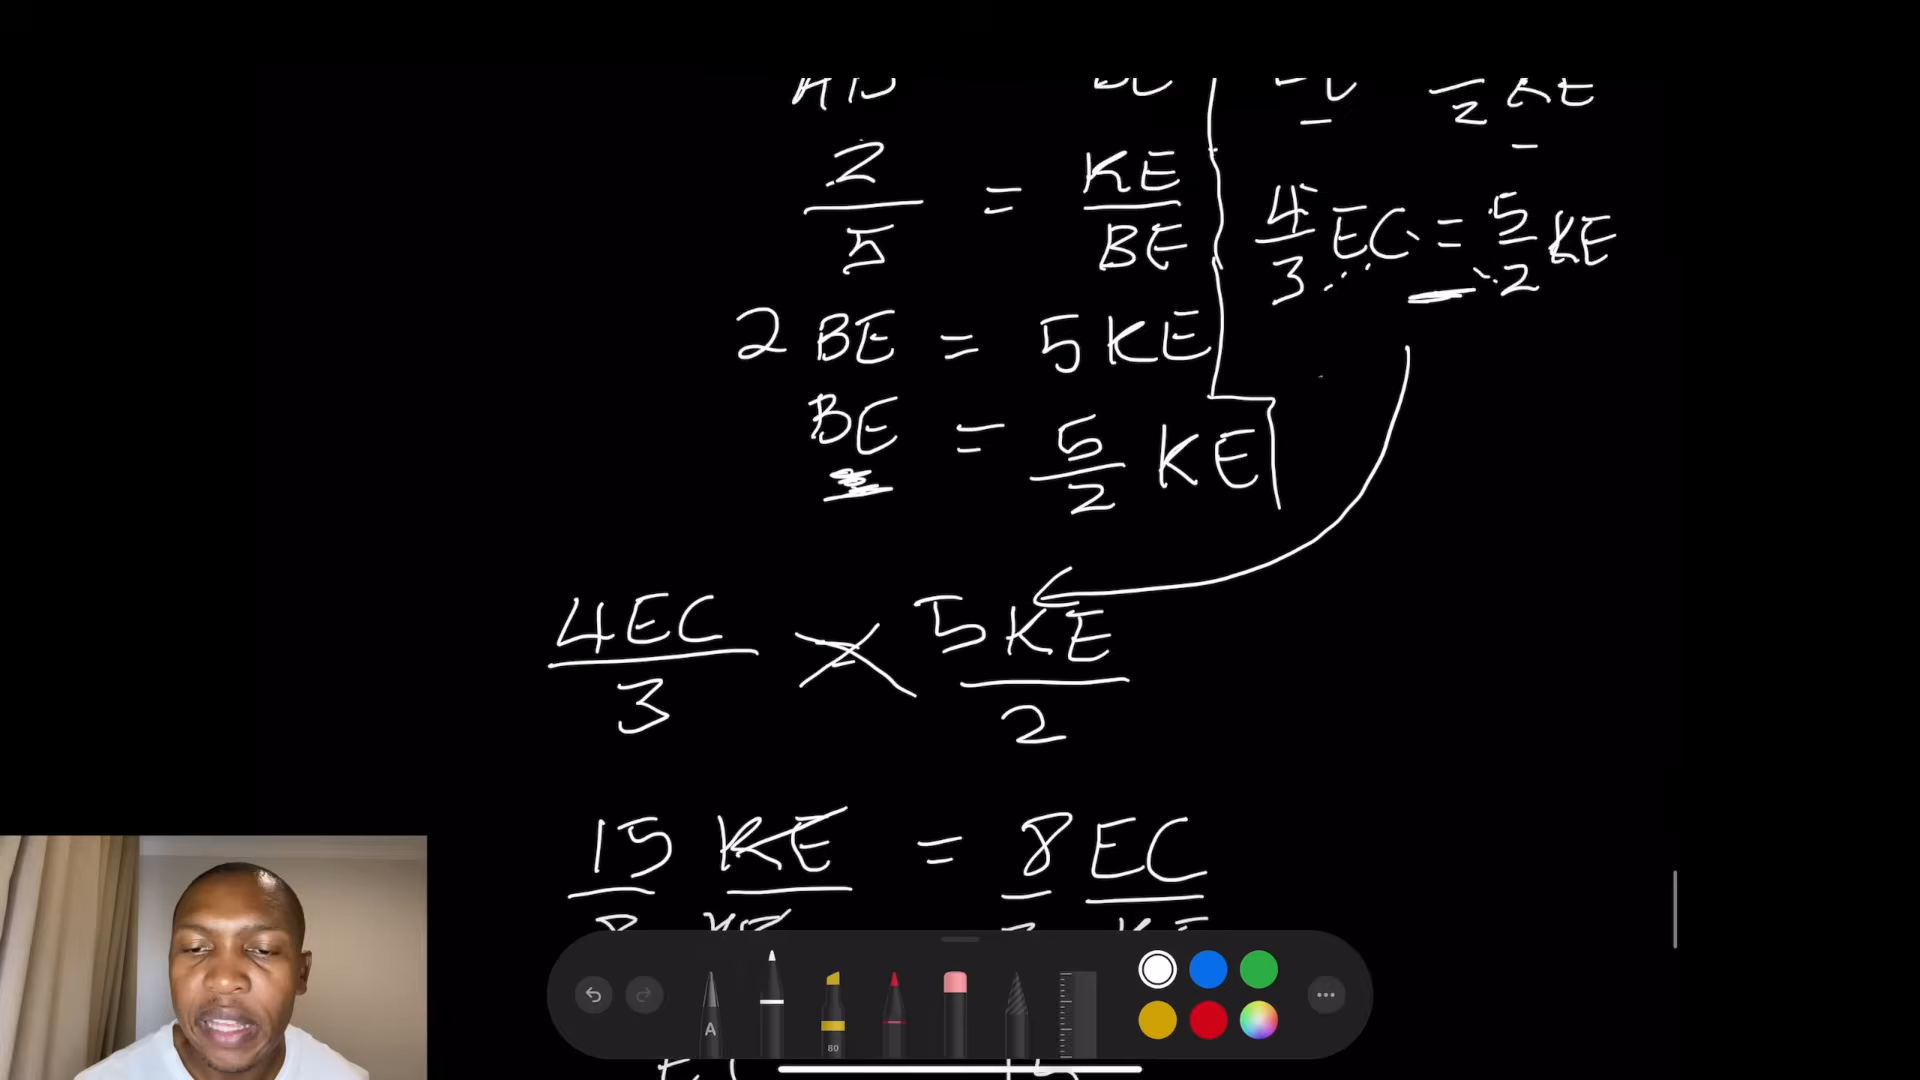 2/5 = KE/BE
4/3 EC = 5/2 KE
2 BE = 5 KE
BE = 5/2 KE
4EC/3 = 5KE/2
15 KE = 8 EC
A
80